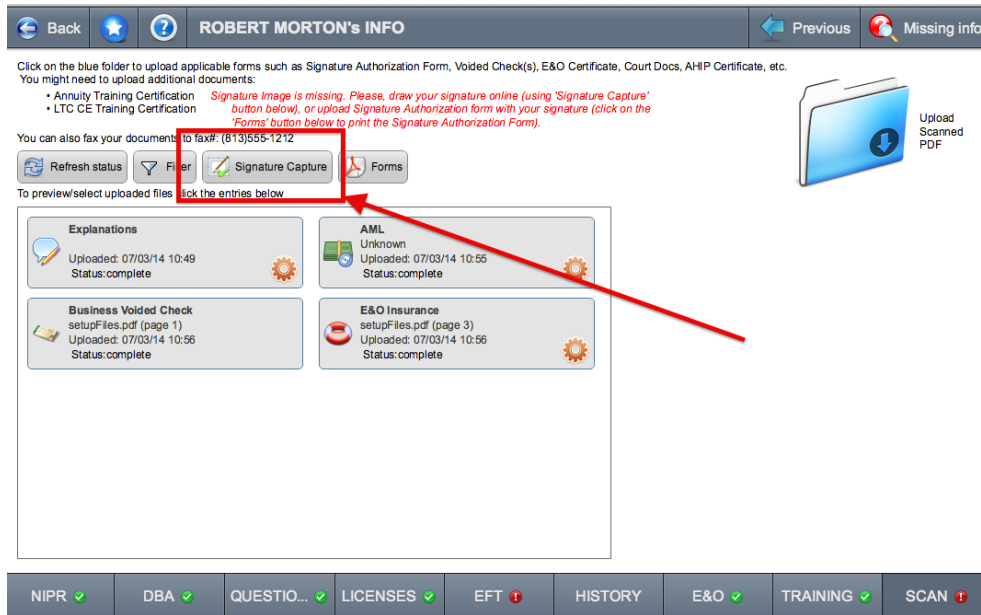 Back
ROBERT MORTON's INFO
Previous
Missing info
Click on the blue folder to upload applicable forms such as Signature Authorization Form, Voided Check(s), E&O Certificate, Court Docs, AHIP Certificate, etc.
You might need to upload additional documents:
• Annuity Training Certification
• LTC CE Training Certification
Signature Image is missing. Please, draw your signature online (using 'Signature Capture'
button below), or upload Signature Authorization form with your signature (click on the
'Forms' button below to print the Signature Authorization Form).
Upload
Scanned
PDF
You can also fax your documents to fax#: (813)555-1212
Refresh status
Filter
Signature Capture
Forms
To preview/select uploaded files click the entries below
Explanations
Uploaded: 07/03/14 10:49
Status:complete
AML
Unknown
Uploaded: 07/03/14 10:55
Status:complete
Business Voided Check
setupFiles.pdf (page 1)
Uploaded: 07/03/14 10:56
Status:complete
E&O Insurance
setupFiles.pdf (page 3)
Uploaded: 07/03/14 10:56
Status:complete
NIPR
DBA
QUESTIO...
LICENSES
EFT
HISTORY
E&O
TRAINING
SCAN